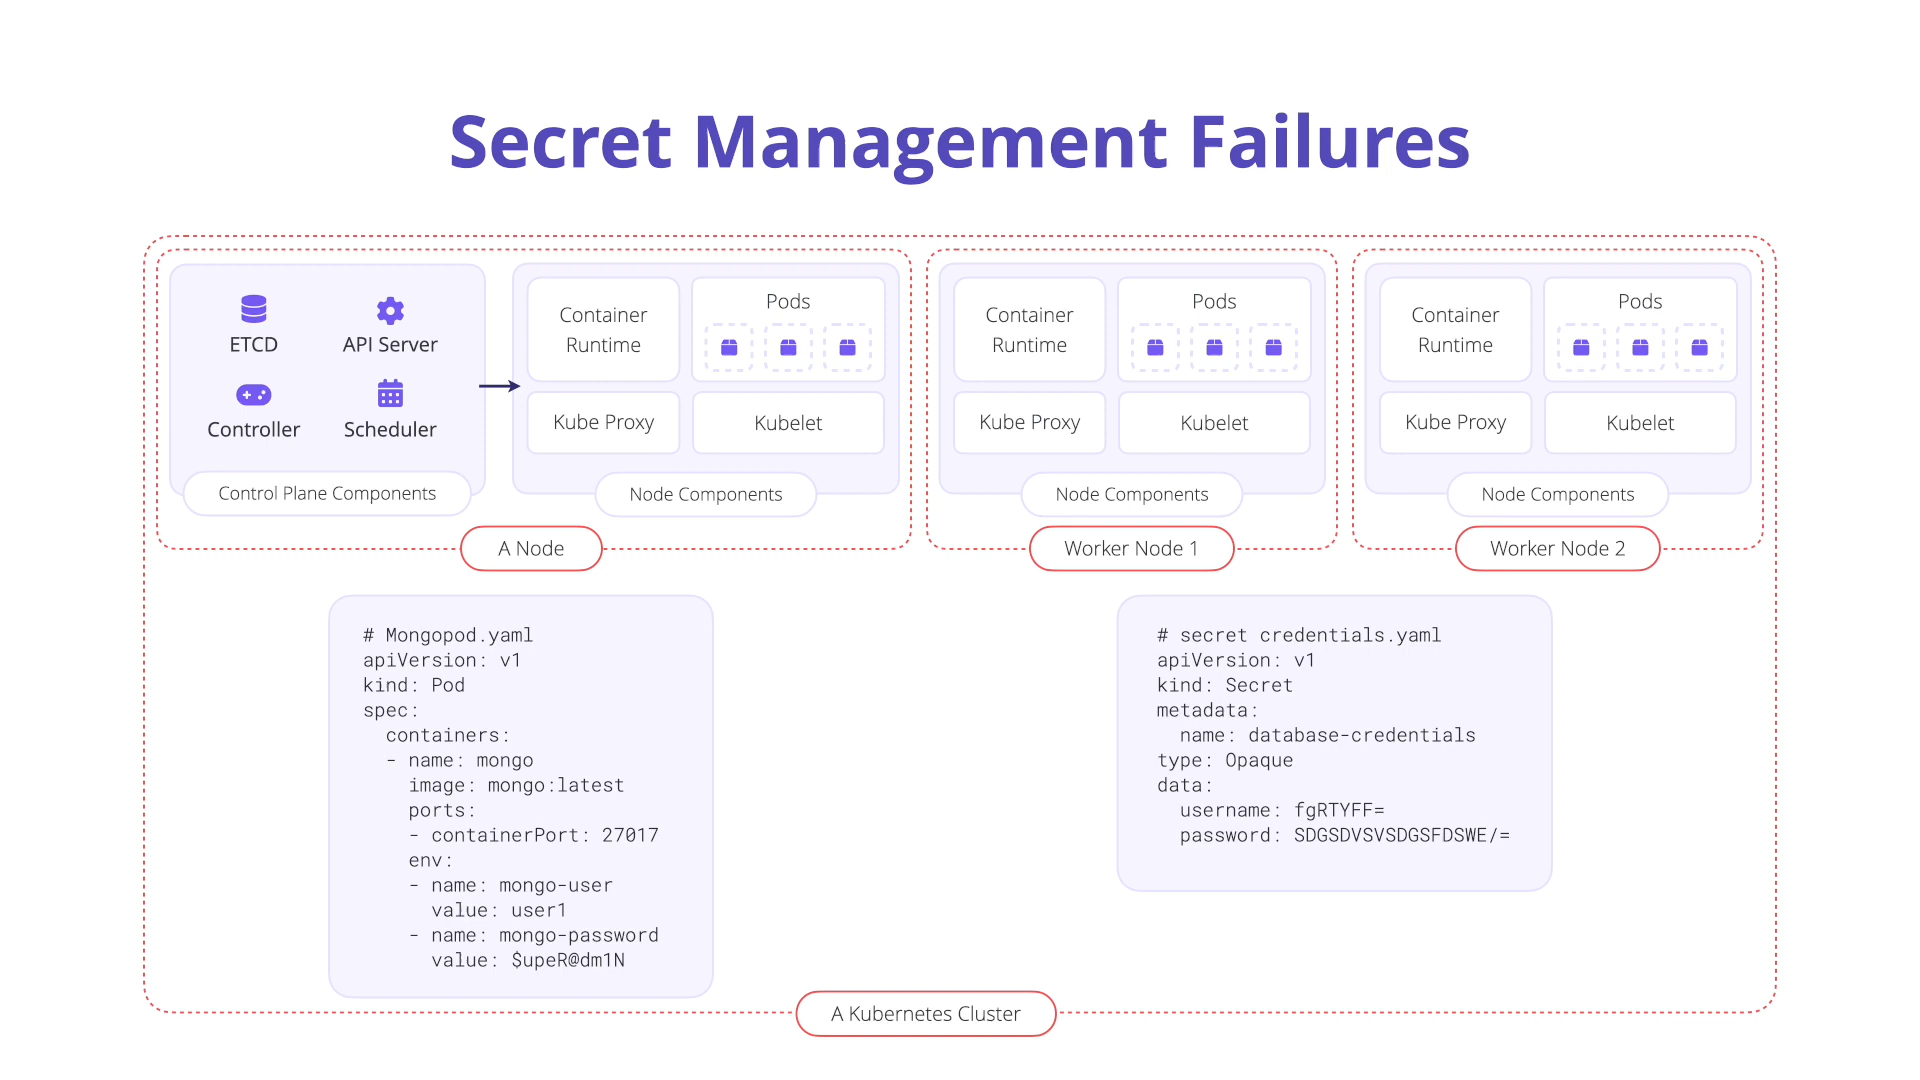 Secret Management Failures
ETCD
API Server
Controller
Scheduler
Control Plane Components
Container
Runtime
Pods
Kube Proxy
Kubelet
Node Components
A Node
Container
Runtime
Pods
Kube Proxy
Kubelet
Node Components
Worker Node 1
Container
Runtime
Pods
Kube Proxy
Kubelet
Node Components
Worker Node 2
# Mongopod.yaml
apiVersion: v1
kind: Pod
spec:
  containers:
  - name: mongo
    image: mongo:latest
    ports:
    - containerPort: 27017
    env:
    - name: mongo-user
      value: user1
    - name: mongo-password
      value: $upeR@dm1N
# secret credentials.yaml
apiVersion: v1
kind: Secret
metadata:
  name: database-credentials
type: Opaque
data:
  username: fgRTYFF=
  password: SDGSDVSVSDGSFDSWE/=
A Kubernetes Cluster